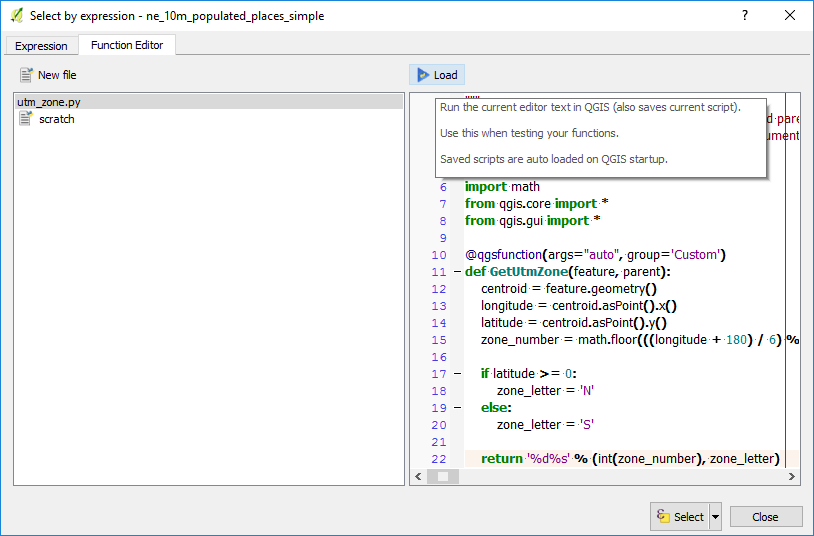 Select by expression - ne_10m_populated_places_simple
Expression
Function Editor
New file
Load
utm_zone.py
scratch
"""
Run the current editor text in QGIS (also saves current script).
Use this when testing your functions.
Saved scripts are auto loaded on QGIS startup.
d pare
ument
6 import math
7 from qgis.core import *
8 from qgis.gui import *
9
10 @qgsfunction(args="auto", group='Custom')
11 def GetUtmZone(feature, parent):
12 centroid = feature.geometry()
13 longitude = centroid.asPoint().x()
14 latitude = centroid.asPoint().y()
15 zone_number = math.floor(((longitude + 180) / 6) %
16
17 if latitude >= 0:
18 zone_letter = 'N'
19 else:
20 zone_letter = 'S'
21
22 return '%d%s' % (int(zone_number), zone_letter)
Select
Close